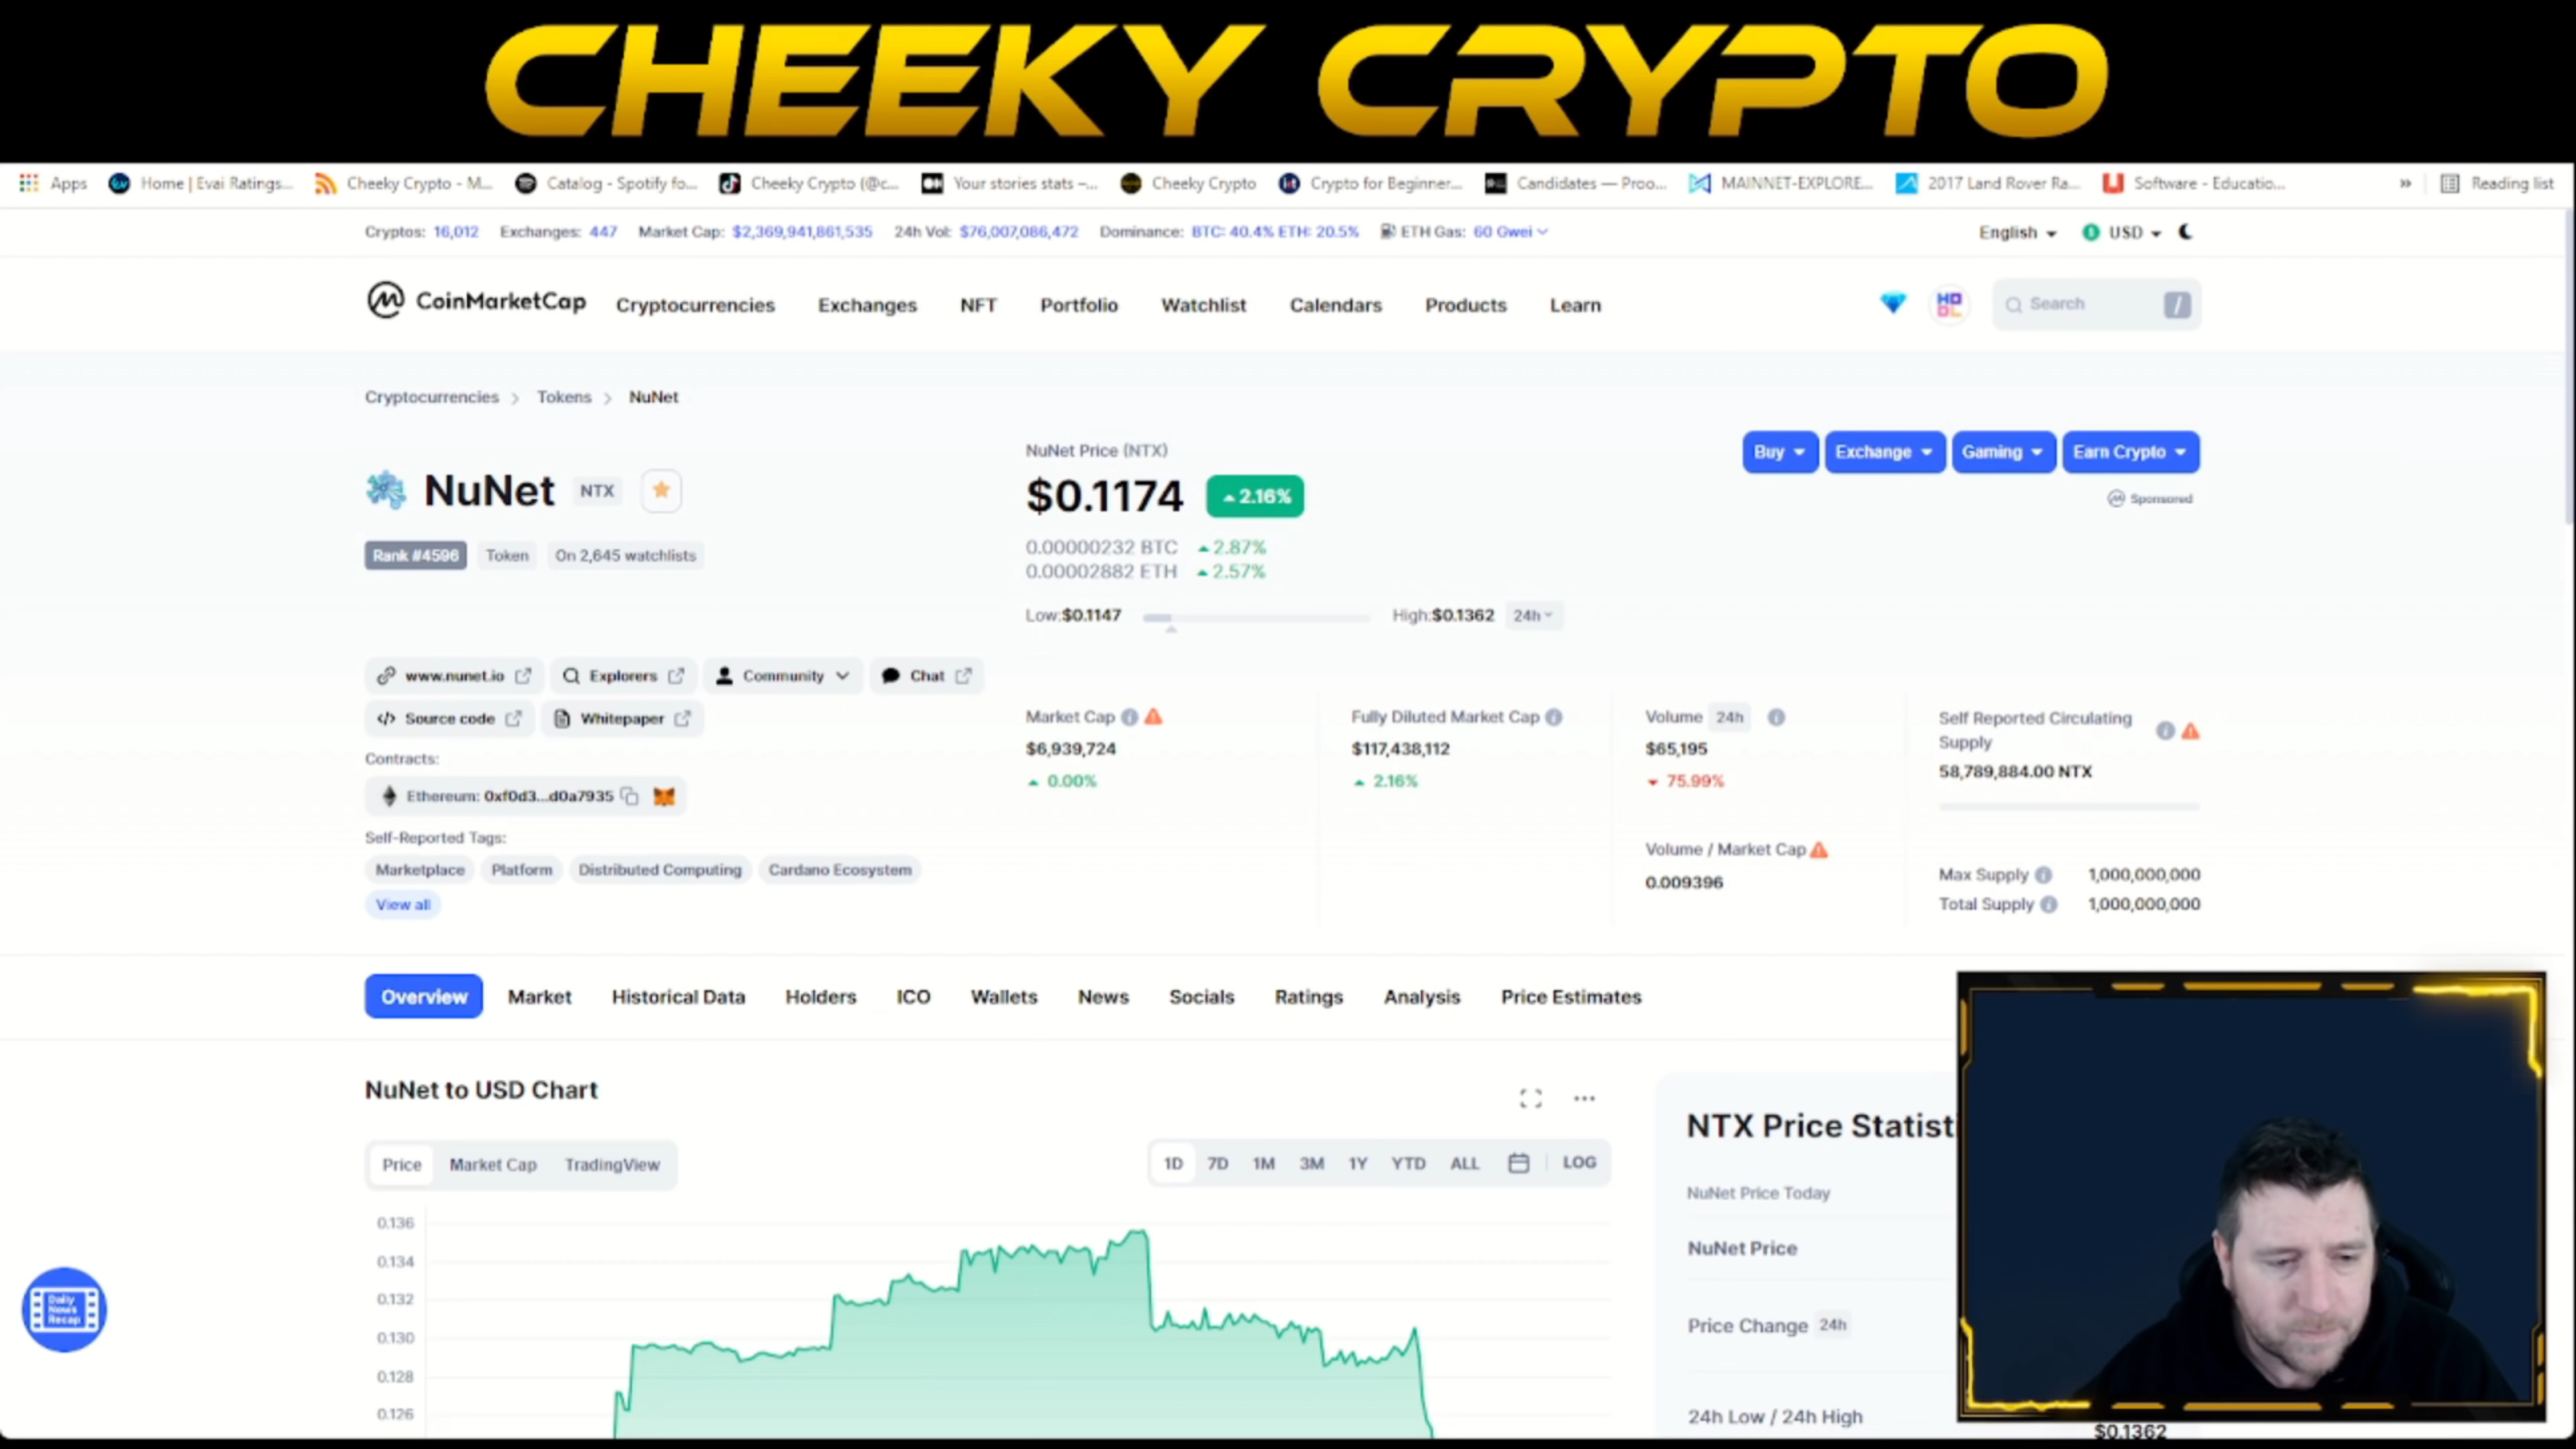 CHEEKY CRYPTO
Apps Home | Evai Ratings... Cheeky Crypto - M... Catalog - Spotify fo... Cheeky Crypto (@c... Your stories stats –... Cheeky Crypto Crypto for Beginner... Candidates — Proo... MAINNET-EXPLORE... 2017 Land Rover Ra... Software - Educatio... » Reading list
Cryptos: 16,012 Exchanges: 447 Market Cap: $2,369,941,861,535 24h Vol: $76,007,086,472 Dominance: BTC: 40.4% ETH: 20.5% ETH Gas: 60 Gwei English USD
CoinMarketCap Cryptocurrencies Exchanges NFT Portfolio Watchlist Calendars Products Learn Search /
Cryptocurrencies > Tokens > NuNet
NuNet NTX
Rank #4596 Token On 2,645 watchlists
NuNet Price (NTX)
$0.1174 2.16%
0.00000232 BTC 2.87%
0.00002882 ETH 2.57%
Low:$0.1147 High:$0.1362 24h
Buy Exchange Gaming Earn Crypto
Sponsored
www.nunet.io Explorers Community Chat
Source code Whitepaper
Contracts:
Ethereum: 0xf0d3...d0a7935
Self-Reported Tags:
Marketplace Platform Distributed Computing Cardano Ecosystem
View all
Market Cap
$6,939,724
0.00%
Fully Diluted Market Cap
$117,438,112
2.16%
Volume 24h
$65,195
75.99%
Volume / Market Cap
0.009396
Self Reported Circulating
Supply
58,789,884.00 NTX
Max Supply 1,000,000,000
Total Supply 1,000,000,000
Overview Market Historical Data Holders ICO Wallets News Socials Ratings Analysis Price Estimates
NuNet to USD Chart
Price Market Cap TradingView
1D 7D 1M 3M 1Y YTD ALL LOG
0.136
0.134
0.132
0.130
0.128
0.126
Daily
News
Recap
NTX Price Statisti
NuNet Price Today
NuNet Price
Price Change 24h
24h Low / 24h High
$0.1362